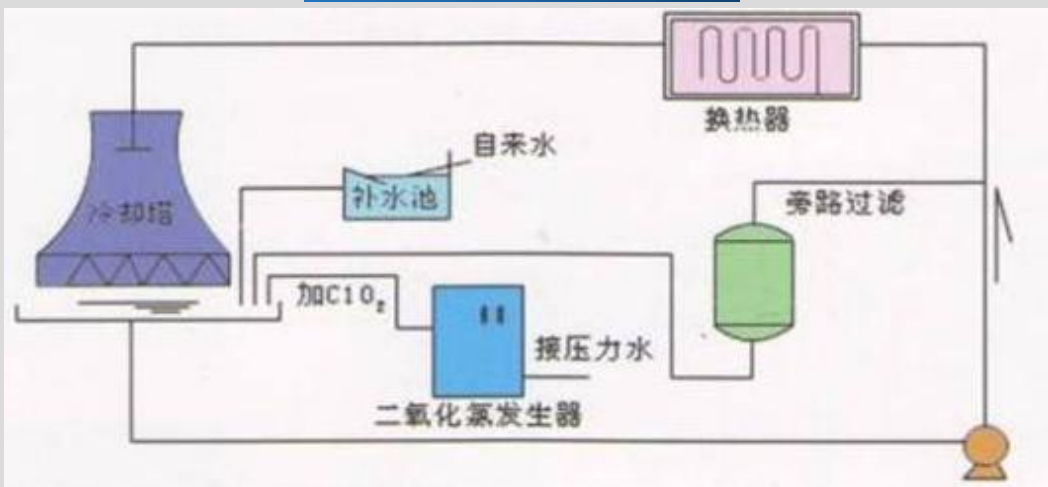 换热器
自来水
补水池
冷却塔
旁路过滤
加ClO₂
接压力水
二氧化氯发生器